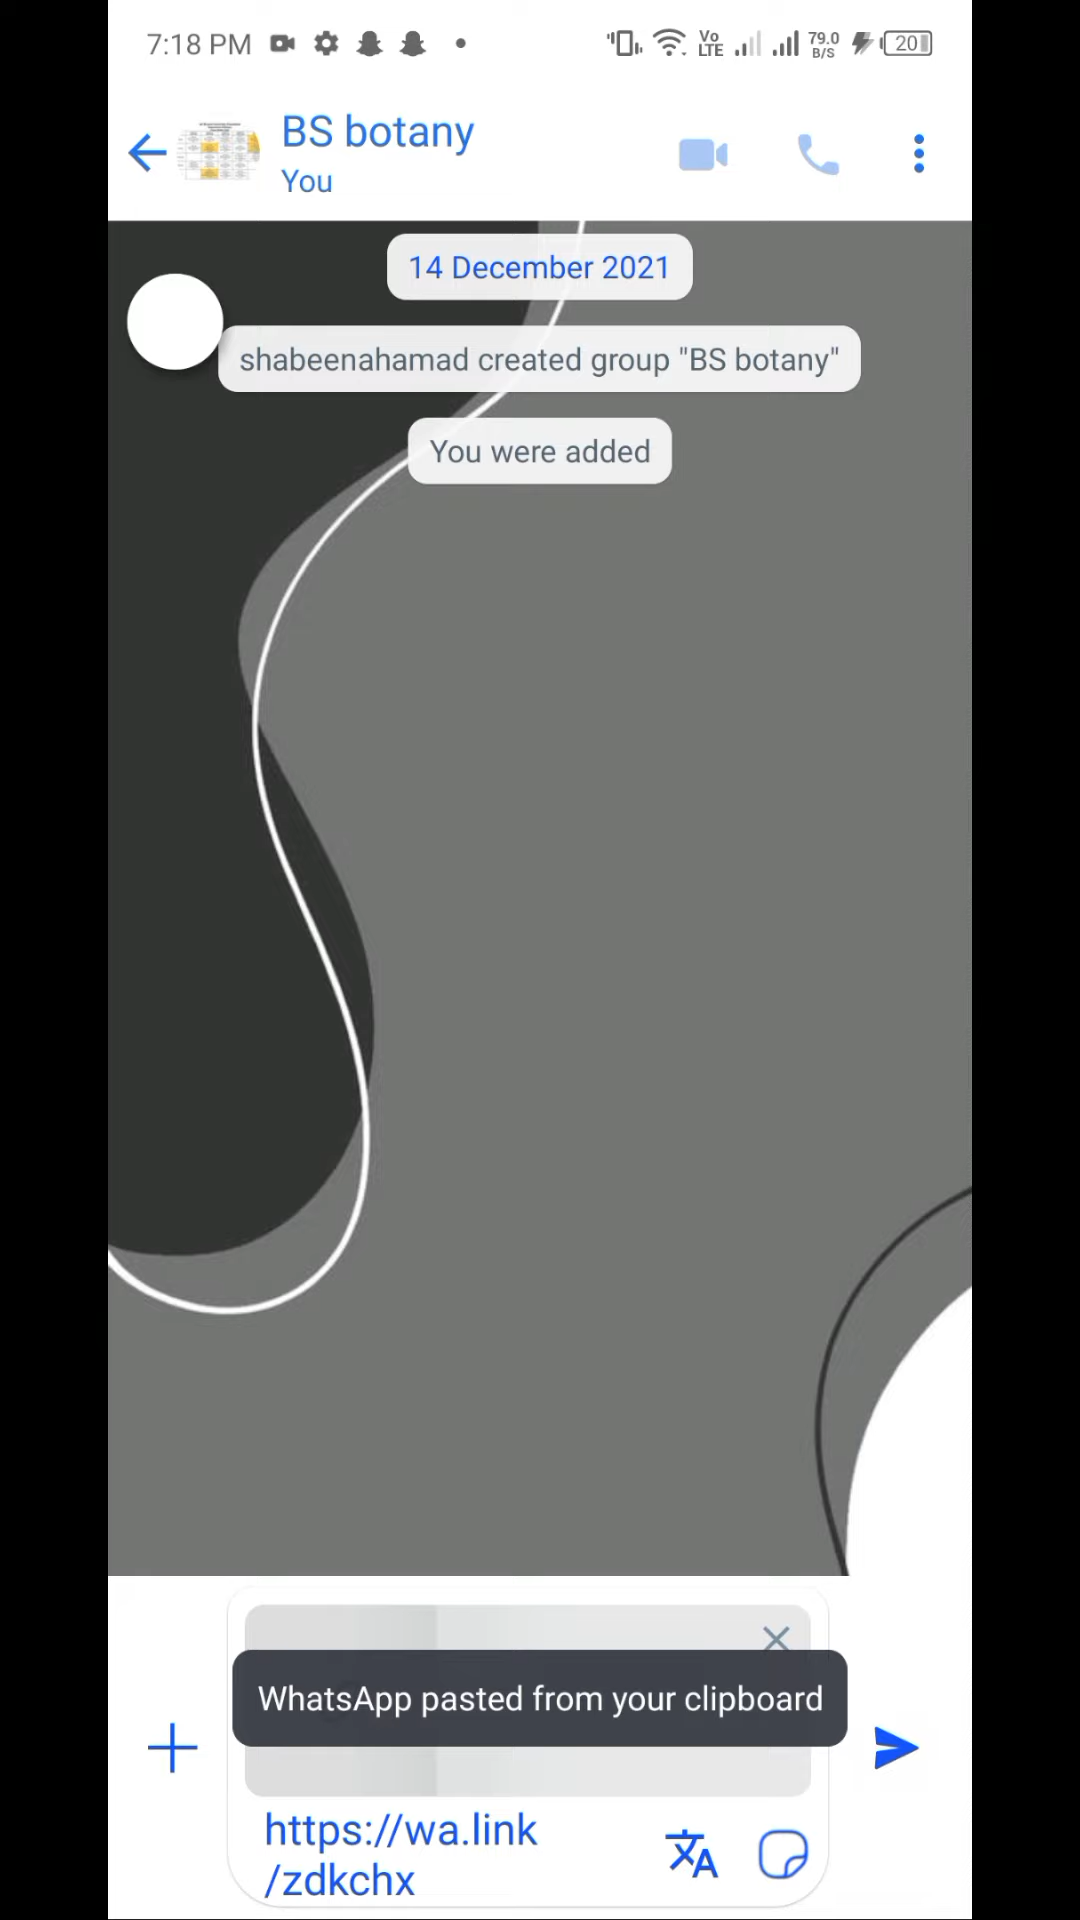 7:18 PM
Vo
LTE
79.0
B/S
20
BS botany
You
14 December 2021
shabeenahamad created group "BS botany"
You were added
WhatsApp pasted from your clipboard
https://wa.link
/zdkchx